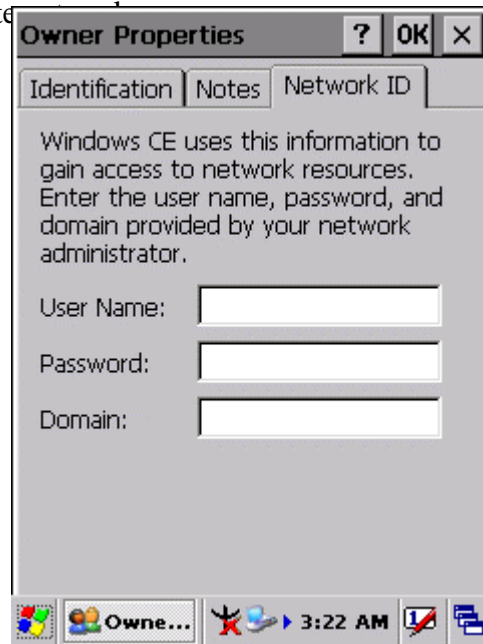 Owner Properties ? OK ×
Identification Notes Network ID
Windows CE uses this information to
gain access to network resources.
Enter the user name, password, and
domain provided by your network
administrator.
User Name:
Password:
Domain:
Owne... 3:22 AM